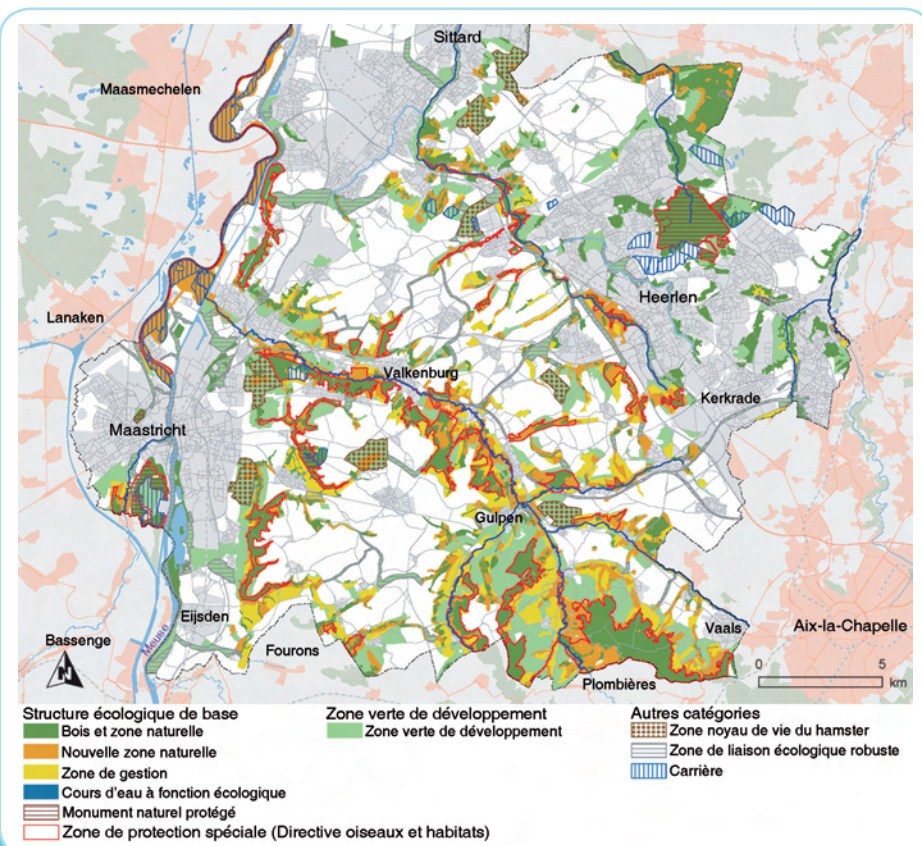 Sittard
Maasmechelen
Lanaken
Heerlen
Valkenburg
Kerkrade
Maastricht
Gulpen
Eijsden
Vaals
Aix-la-Chapelle
Bassenge
Meuse
Fourons
Plombières
N
0 5
km
Structure écologique de base
Bois et zone naturelle
Nouvelle zone naturelle
Zone de gestion
Cours d'eau à fonction écologique
Monument naturel protégé
Zone de protection spéciale (Directive oiseaux et habitats)
Zone verte de développement
Zone verte de développement
Autres catégories
Zone noyau de vie du hamster
Zone de liaison écologique robuste
Carrière